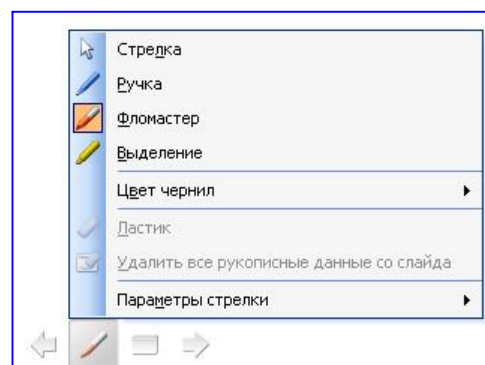 Стрелка
Ручка
Фломастер
Выделение
Цвет чернил
Ластик
Удалить все рукописные данные со слайда
Параметры стрелки